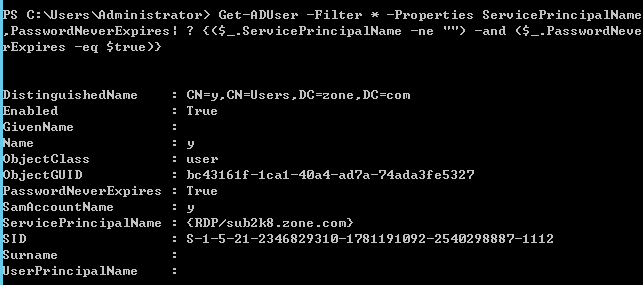 PS C:\Users\Administrator> Get-ADUser -Filter * -Properties ServicePrincipalName
,PasswordNeverExpires| ? {($_.ServicePrincipalName -ne "") -and ($_.PasswordNeve
rExpires -eq $true)}
DistinguishedName : CN=y,CN=Users,DC=zone,DC=com
Enabled : True
GivenName :
Name : y
ObjectClass : user
ObjectGUID : bc43161f-1ca1-40a4-ad7a-74ada3fe5327
PasswordNeverExpires : True
SamAccountName : y
ServicePrincipalName : {RDP/sub2k8.zone.com}
SID : S-1-5-21-2346829310-1781191092-2540298887-1112
Surname :
UserPrincipalName :